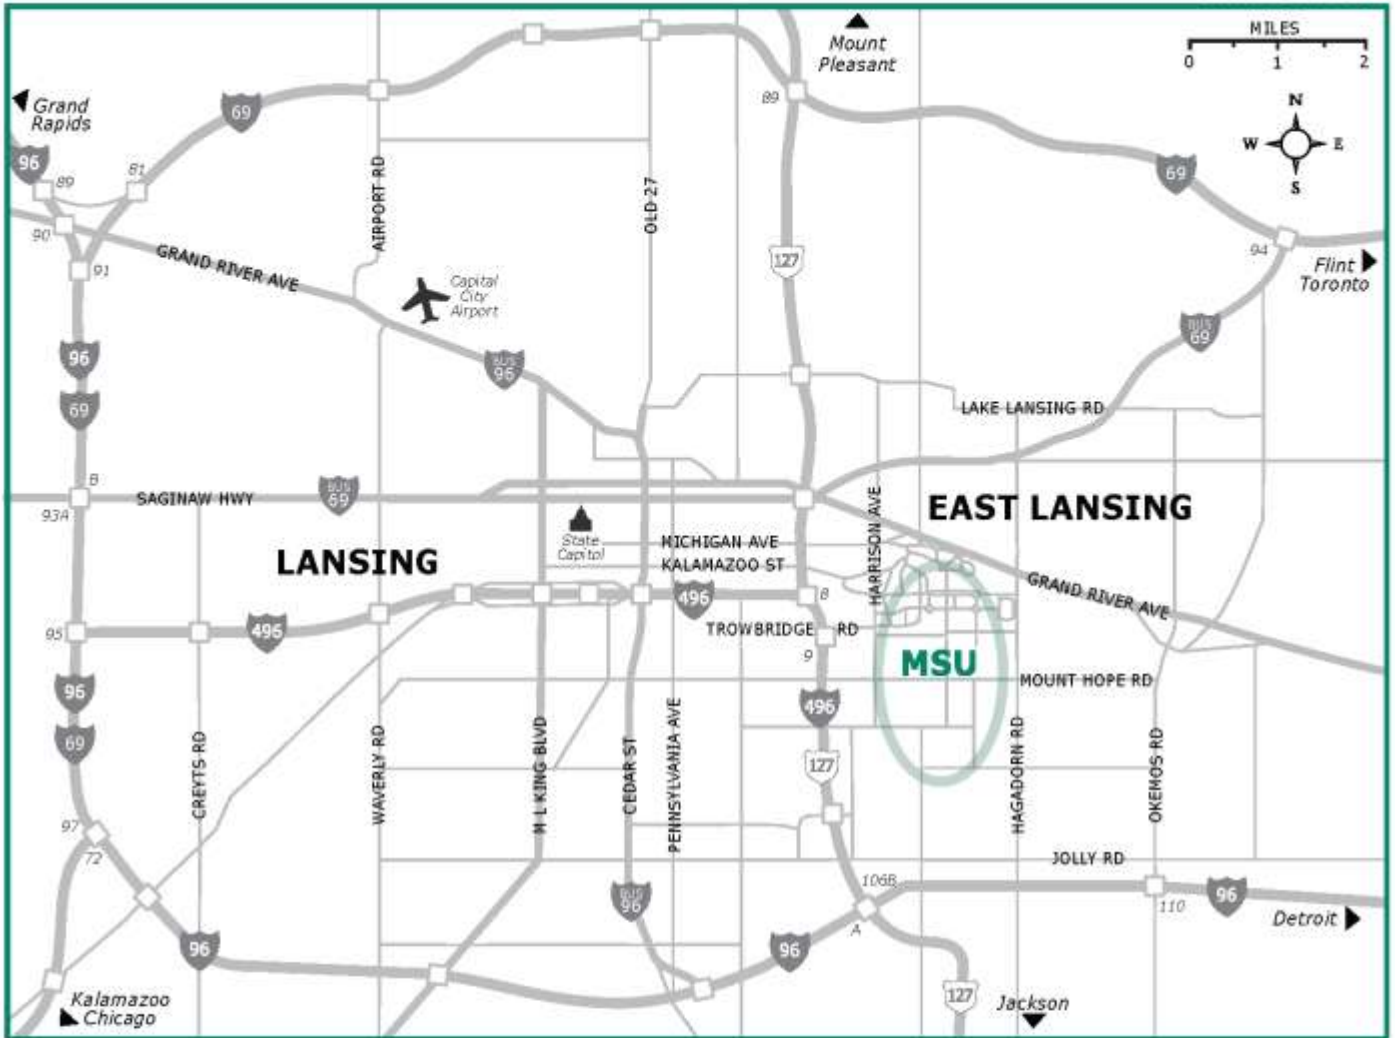 MILES
0 1 2
N
W E
S
Mount
Pleasant
Grand
Rapids
69
89
96
89
81
69
AIRPORT RD
OLD 27
90
GRAND RIVER AVE
91
127
94
Flint
Toronto
Capital
City
Airport
BUS
69
96
BUS
96
69
LAKE LANSING RD
B
93A
SAGINAW HWY
BUS
69
HARRISON AVE
EAST LANSING
State
Capitol
MICHIGAN AVE
LANSING
KALAMAZOO ST
GRAND RIVER AVE
496
B
95
496
TROWBRIDGE RD
9
MSU
MOUNT HOPE RD
96
496
69
CREYTS RD
WAVERLY RD
M L KING BLVD
CEDAR ST
PENNSYLVANIA AVE
127
HAGADORN RD
OKEMOS RD
97
72
JOLLY RD
106B
BUS
96
96
110
A
Detroit
96
96
127
Jackson
Kalamazoo
Chicago